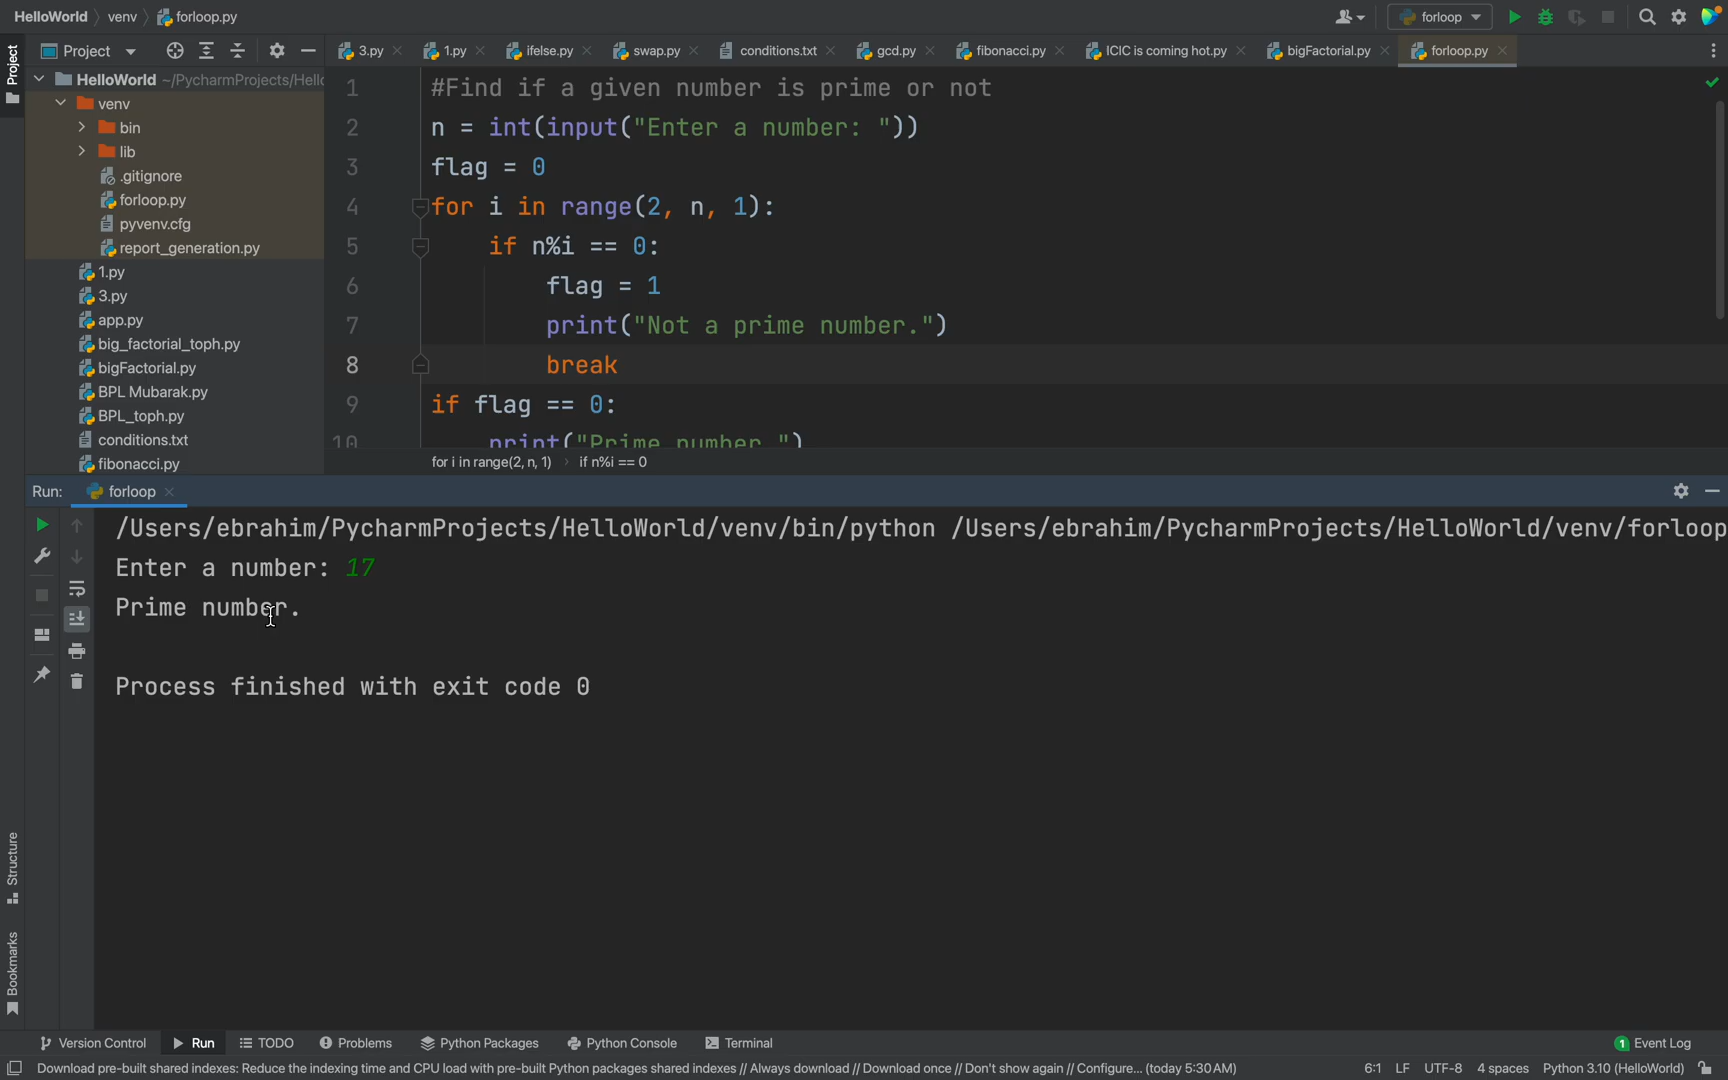 HelloWorld venv forloop.py
forloop
Project
Project
3.py 1.py ifelse.py swap.py conditions.txt gcd.py fibonacci.py ICIC is coming hot.py bigFactorial.py forloop.py
HelloWorld ~/PycharmProjects/Hello
venv
bin
lib
.gitignore
forloop.py
pyvenv.cfg
report_generation.py
1.py
3.py
app.py
big_factorial_toph.py
bigFactorial.py
BPL Mubarak.py
BPL_toph.py
conditions.txt
fibonacci.py
1 #Find if a given number is prime or not
2 n = int(input("Enter a number: "))
3 flag = 0
4 for i in range(2, n, 1):
5 if n%i == 0:
6 flag = 1
7 print("Not a prime number.")
8 break
9 if flag == 0:
10 print("Prime number.")
for i in range(2, n, 1) if n%i == 0
Run: forloop
/Users/ebrahim/PycharmProjects/HelloWorld/venv/bin/python /Users/ebrahim/PycharmProjects/HelloWorld/venv/forloop
Enter a number: 17
Prime number.
Process finished with exit code 0
Structure
Bookmarks
Version Control Run TODO Problems Python Packages Python Console Terminal 1 Event Log
Download pre-built shared indexes: Reduce the indexing time and CPU load with pre-built Python packages shared indexes // Always download // Download once // Don't show again // Configure... (today 5:30 AM) 6:1 LF UTF-8 4 spaces Python 3.10 (HelloWorld)